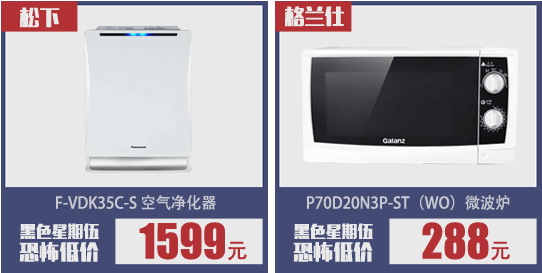 松下
Panasonic
F-VDK35C-S 空气净化器
黑色星期伍
恐怖低价
1599元
格兰仕
Galanz
P70D20N3P-ST（WO）微波炉
黑色星期伍
恐怖低价
288元